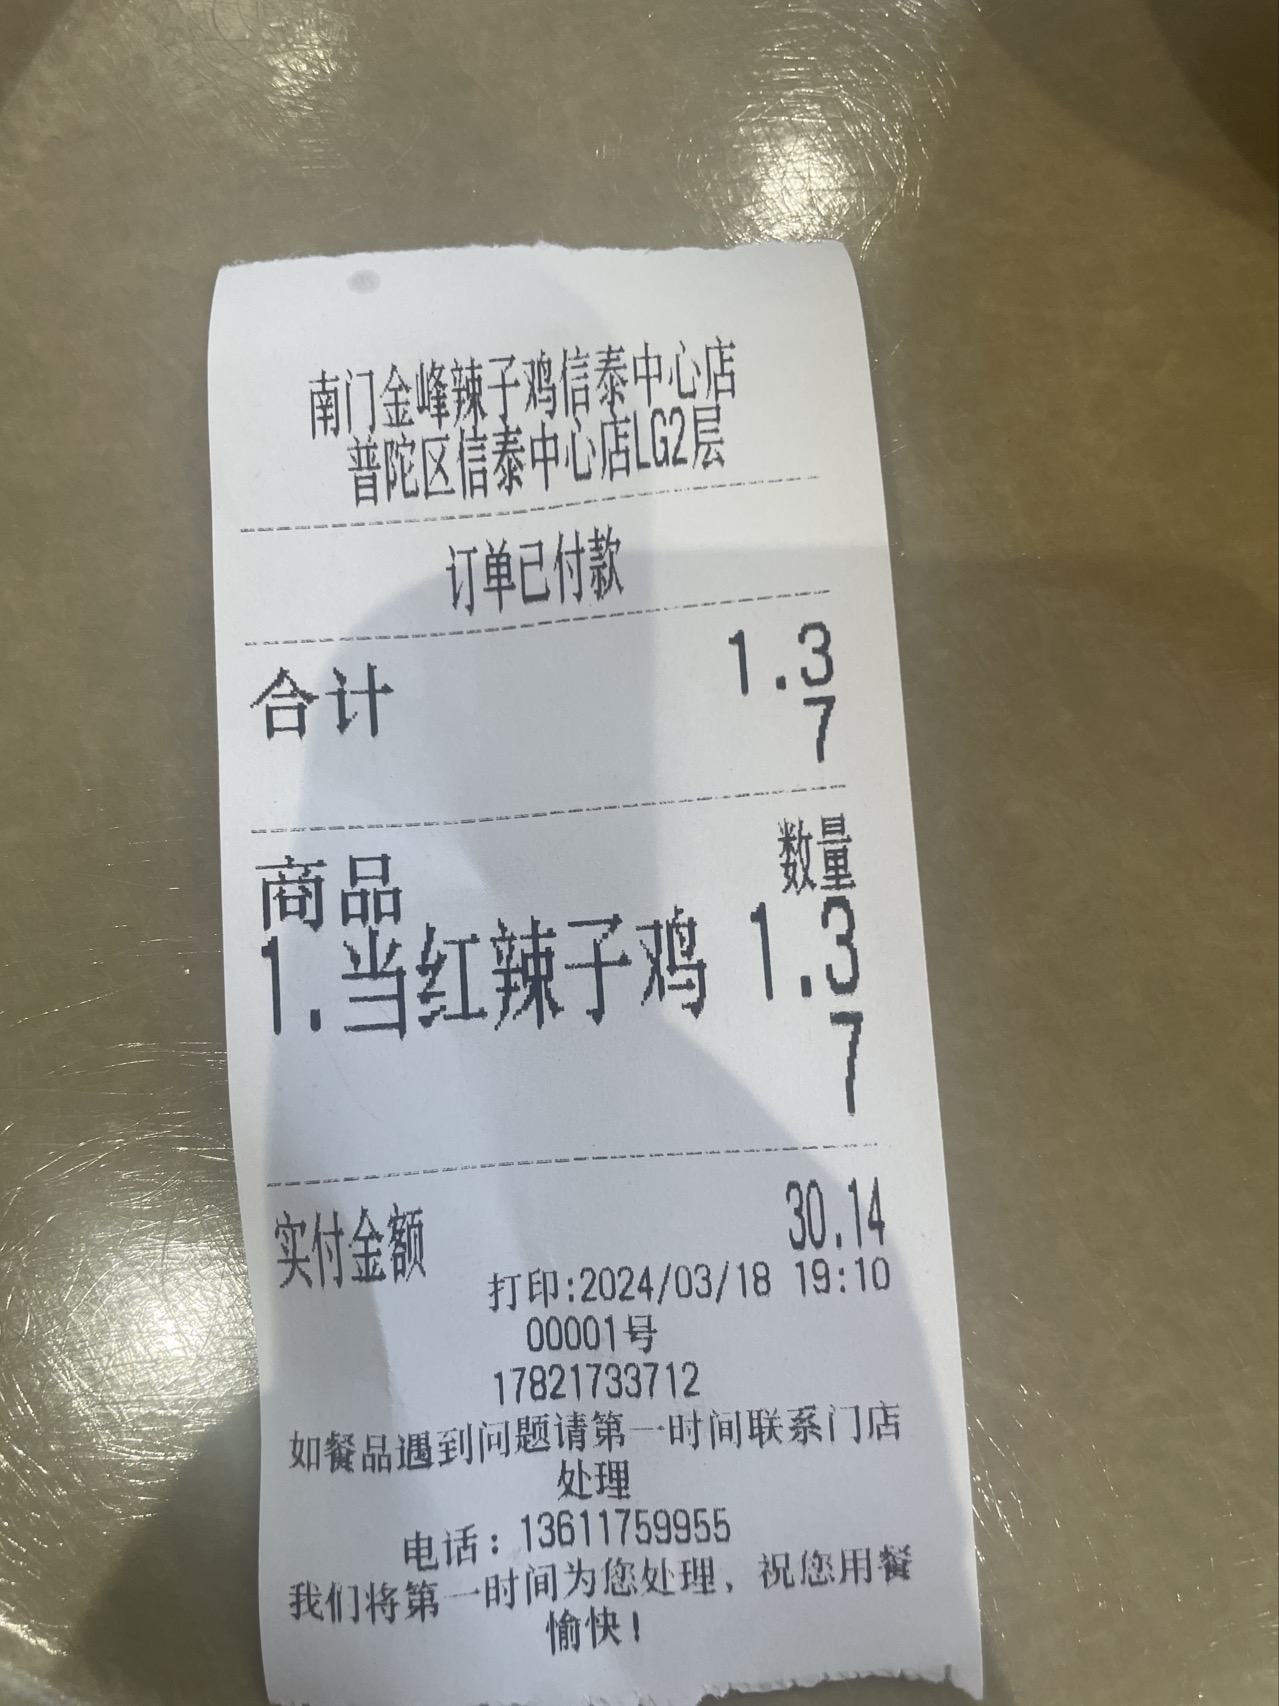 南门金峰辣子鸡信泰中心店
普陀区信泰中心店LG2层
订单已付款
合计 1.3
7
商品 数量
1.当红辣子鸡 1.3
7
实付金额 30.14
打印:2024/03/18 19:10
00001号
17821733712
如餐品遇到问题请第一时间联系门店
处理
电话：13611759955
我们将第一时间为您处理，祝您用餐
愉快！